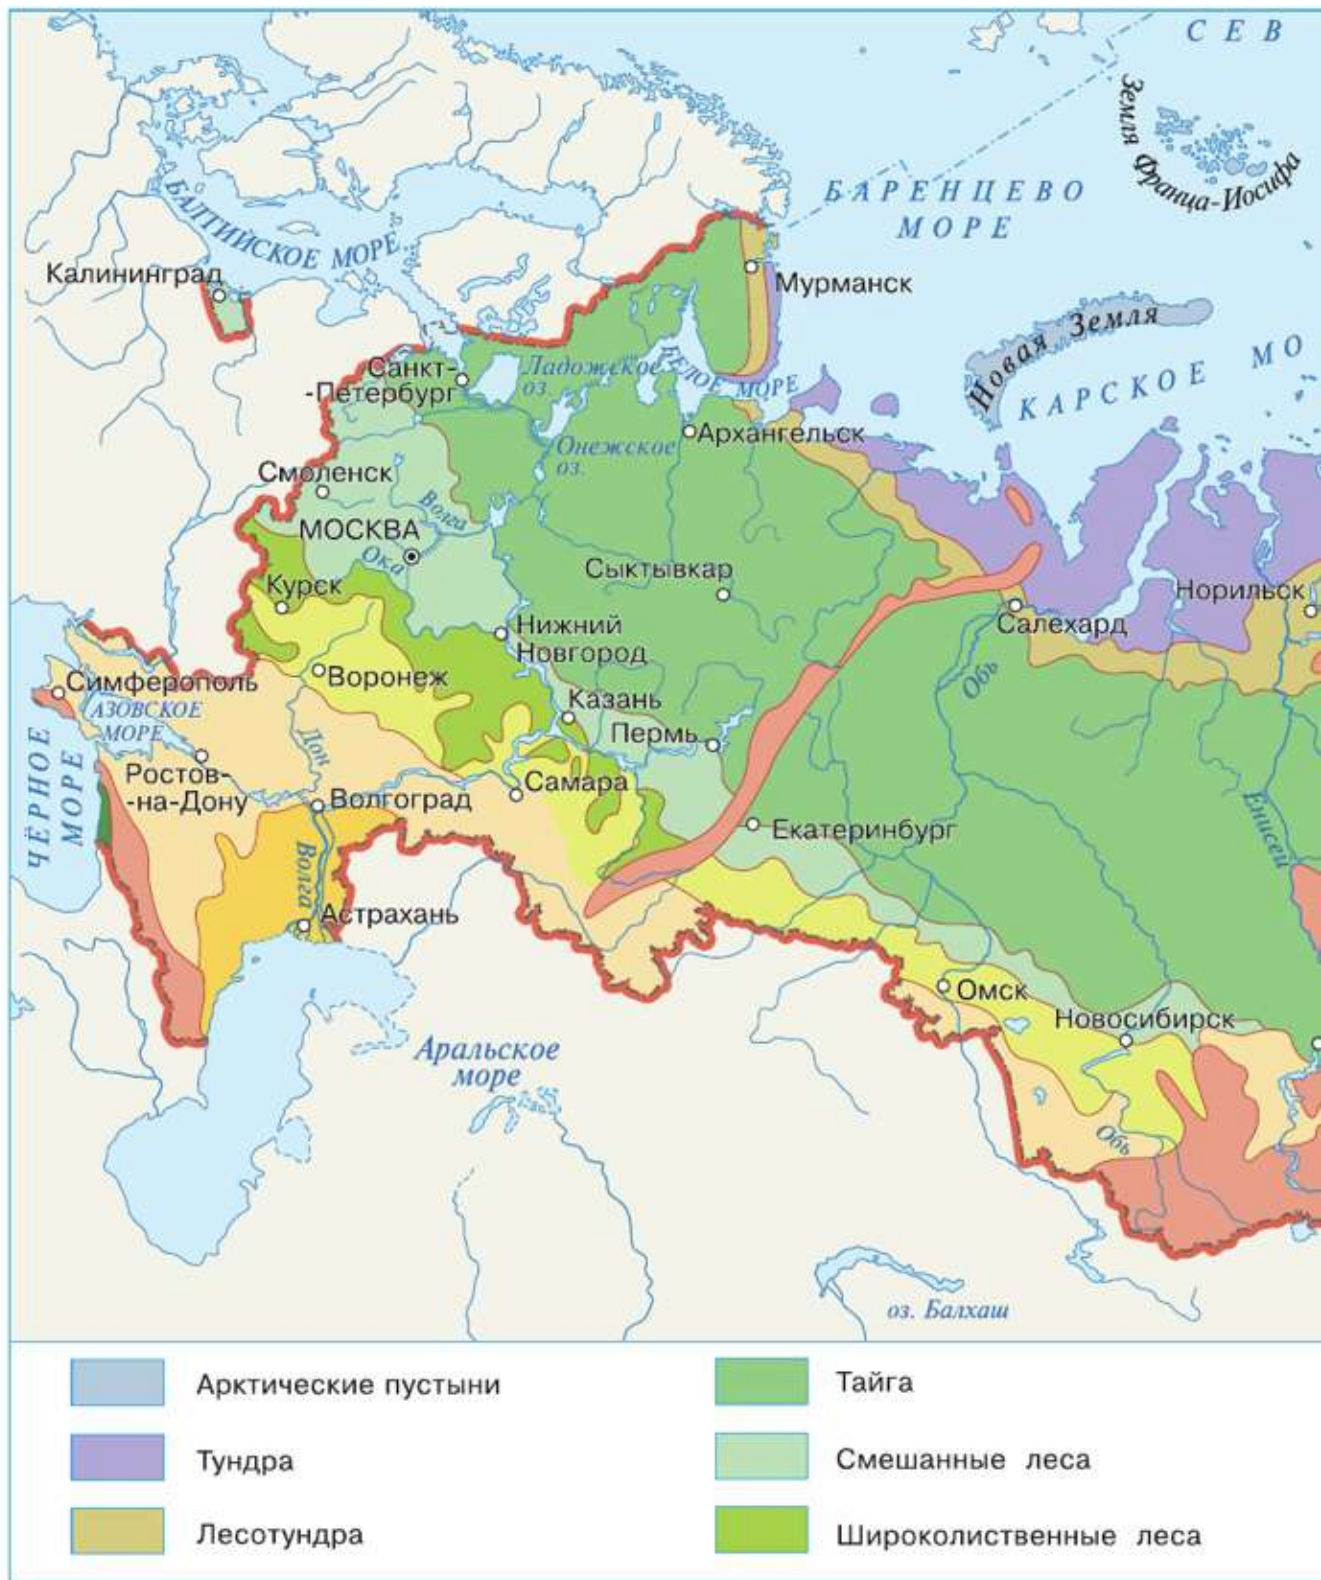 СЕВ
Земля Франца-Иосифа
БАРЕНЦЕВО
МОРЕ
БАЛТИЙСКОЕ МОРЕ
Калининград
Мурманск
Новая Земля
КАРСКОЕ МО
Санкт-
-Петербург
Ладожское
оз.
БЕЛОЕ МОРЕ
Архангельск
Онежское
оз.
Смоленск
Волга
МОСКВА
Ока
Сыктывкар
Курск
Норильск
Салехард
Нижний
Новгород
Обь
Воронеж
Симферополь
АЗОВСКОЕ
МОРЕ
Казань
Пермь
Дон
ЧЁРНОЕ
МОРЕ
Ростов-
-на-Дону
Волгоград
Самара
Екатеринбург
Енисей
Волга
Астрахань
Омск
Новосибирск
Аральское
море
Обь
оз. Балхаш
Арктические пустыни
Тайга
Тундра
Смешанные леса
Лесотундра
Широколиственные леса